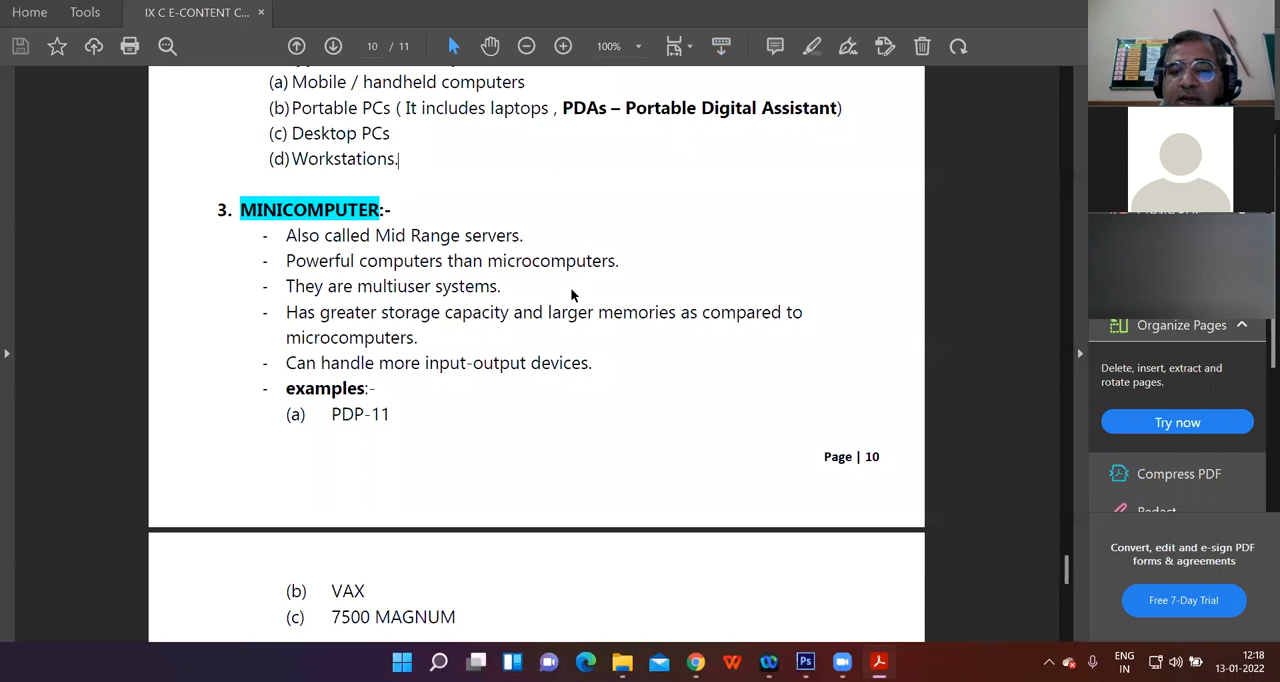 Home Tools IX C E-CONTENT C... ×
10 / 11 100%
(a) Mobile / handheld computers
(b) Portable PCs ( It includes laptops , PDAs – Portable Digital Assistant)
(c) Desktop PCs
(d) Workstations.
3. MINICOMPUTER:-
- Also called Mid Range servers.
- Powerful computers than microcomputers.
- They are multiuser systems.
- Has greater storage capacity and larger memories as compared to
microcomputers.
- Can handle more input-output devices.
- examples:-
(a) PDP-11
Page | 10
(b) VAX
(c) 7500 MAGNUM
Organize Pages
Delete, insert, extract and
rotate pages.
Try now
Compress PDF
Redact
Convert, edit and e-sign PDF
forms & agreements
Free 7-Day Trial
Ps
ENG
IN
12:18
13-01-2022